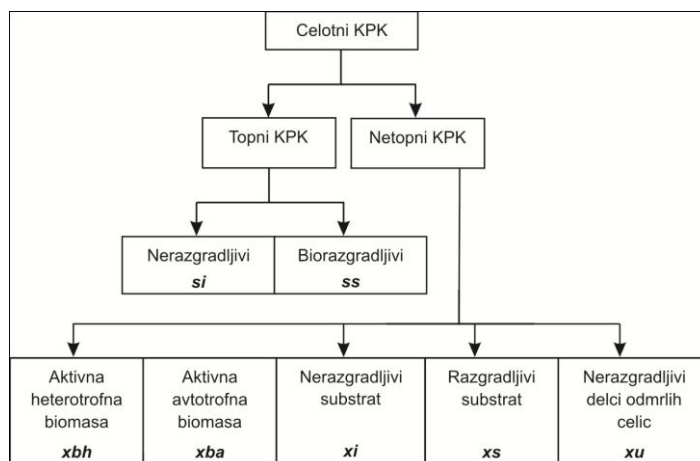 Celotni KPK
Topni KPK
Netopni KPK
Nerazgradljivi
si
Biorazgradljivi
ss
Aktivna
heterotrofna
biomasa
xbh
Aktivna
avtotrofna
biomasa
xba
Nerazgradljivi
substrat
xi
Razgradljivi
substrat
xs
Nerazgradljivi
delci odmrlih
celic
xu